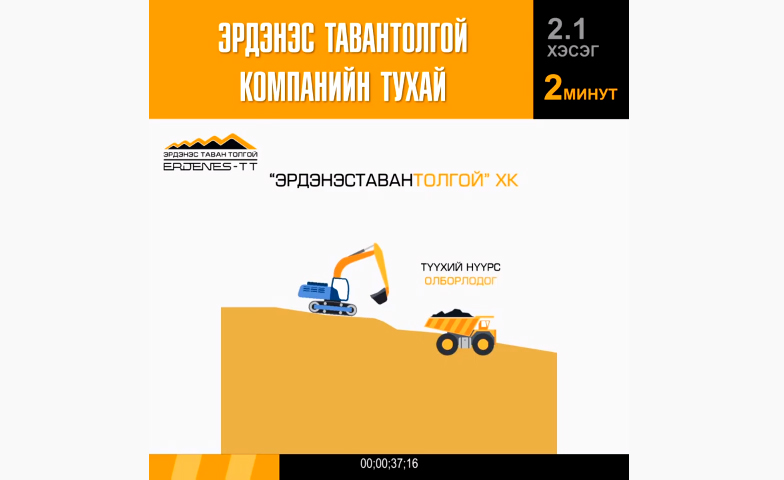 ЭРДЭНЭС ТАВАНТОЛГОЙ
КОМПАНИЙН ТУХАЙ
2.1
ХЭСЭГ
2МИНУТ
ЭРДЭНЭС ТАВАН ТОЛГОЙ
ERDENES-TT
“ЭРДЭНЭСТАВАНТОЛГОЙ” ХК
ТҮҮХИЙ НҮҮРС
ОЛБОРЛОДОГ
00;00;37;16